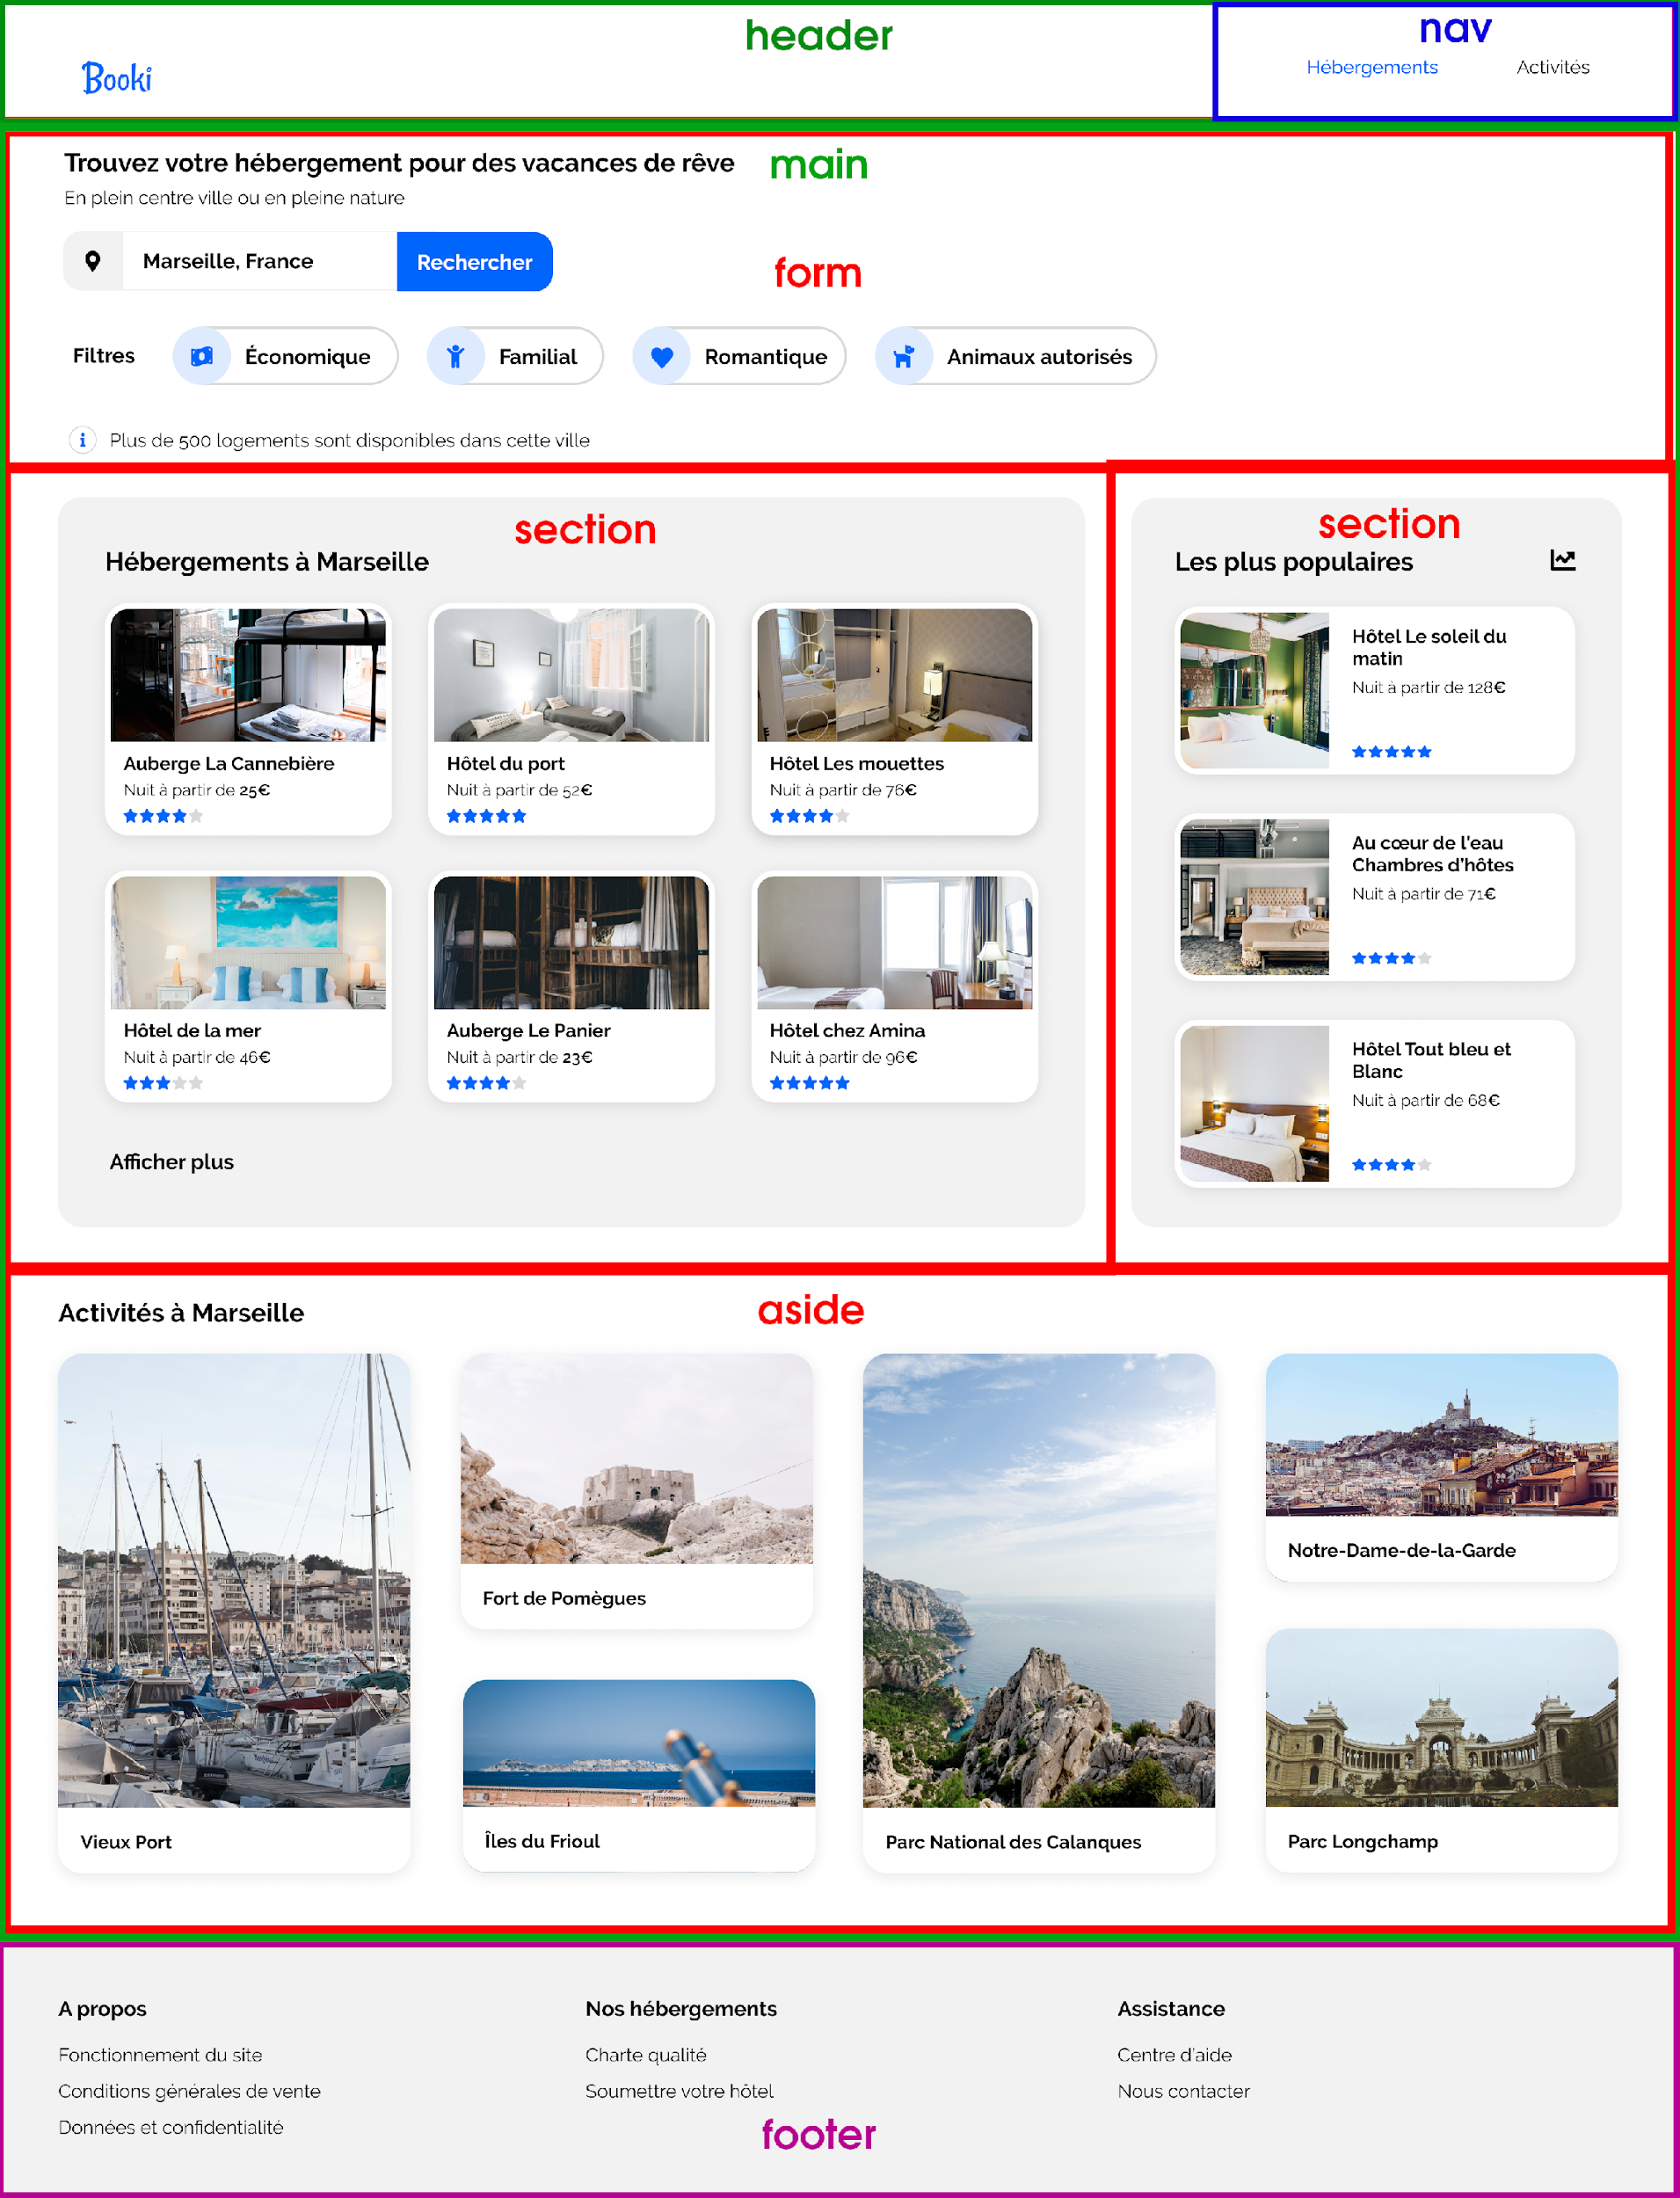 header
nav
Booki
Hébergements
Activités
Trouvez votre hébergement pour des vacances de rêve
main
En plein centre ville ou en pleine nature
Marseille, France
Rechercher
form
Filtres
Économique
Familial
Romantique
Animaux autorisés
Plus de 500 logements sont disponibles dans cette ville
section
Hébergements à Marseille
Auberge La Cannebière
Nuit à partir de 25€
Hôtel du port
Nuit à partir de 52€
Hôtel Les mouettes
Nuit à partir de 76€
Hôtel de la mer
Nuit à partir de 46€
Auberge Le Panier
Nuit à partir de 23€
Hôtel chez Amina
Nuit à partir de 96€
Afficher plus
section
Les plus populaires
Hôtel Le soleil du
matin
Nuit à partir de 128€
Au cœur de l'eau
Chambres d'hôtes
Nuit à partir de 71€
Hôtel Tout bleu et
Blanc
Nuit à partir de 68€
Activités à Marseille
aside
Vieux Port
Fort de Pomègues
Îles du Frioul
Parc National des Calanques
Notre-Dame-de-la-Garde
Parc Longchamp
A propos
Fonctionnement du site
Conditions générales de vente
Données et confidentialité
Nos hébergements
Charte qualité
Soumettre votre hôtel
Assistance
Centre d'aide
Nous contacter
footer